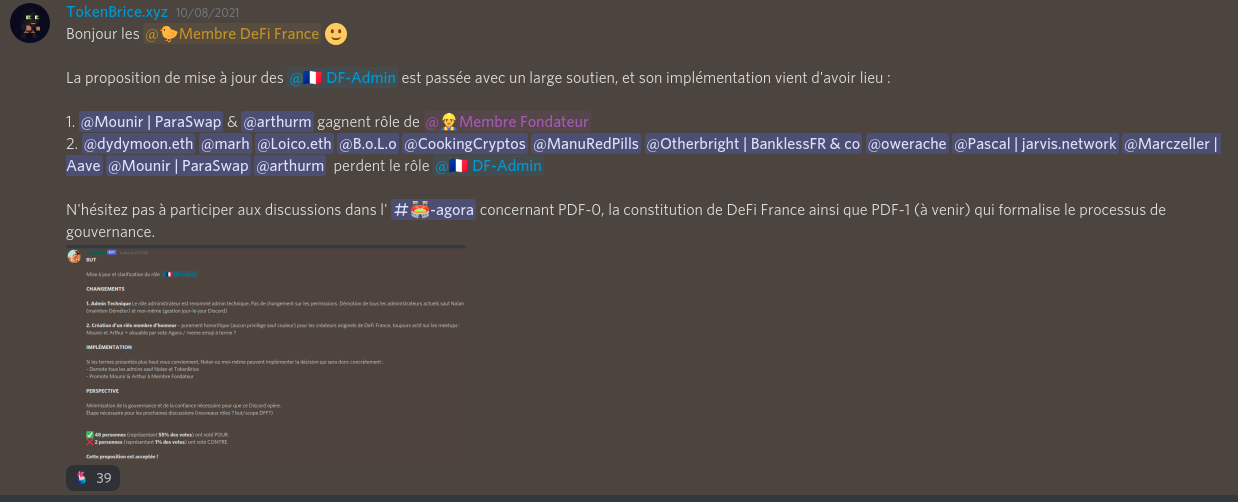 TokenBrice.xyz 10/08/2021
Bonjour les @🐤Membre DeFi France 🙂
La proposition de mise à jour des @🇫🇷 DF-Admin est passée avec un large soutien, et son implémentation vient d'avoir lieu :
1. @Mounir | ParaSwap & @arthurm gagnent rôle de @👷Membre Fondateur
2. @dydymoon.eth @marh @Loico.eth @B.o.L.o @CookingCryptos @ManuRedPills @Otherbright | BanklessFR & co @owerache @Pascal | jarvis.network @Marczeller |
Aave @Mounir | ParaSwap @arthurm perdent le rôle @🇫🇷 DF-Admin
N'hésitez pas à participer aux discussions dans l' #-agora concernant PDF-0, la constitution de DeFi France ainsi que PDF-1 (à venir) qui formalise le processus de
gouvernance.
BUT
Mise à jour et clarification du rôle
CHANGEMENTS
1. Admin Technique Le rôle administrateur est renommé admin technique. Pas de changement sur les permissions. Démotion de tous les administrateurs actuels sauf Nolan
(maintien Déméter) et moi-même (gestion jour-le-jour Discord)
2. Création d'un rôle membre d'honneur - purement honorifique (aucun privilège sauf couleur) pour les créateurs originels de DeFi France, toujours actif sur les meetups :
Mounir et Arthur + allouable par vote Agora / meme emoji à terme ?
IMPLÉMENTATION
Si les termes présentés plus haut vous conviennent, Nolan ou moi-même peuvent implémenter la décision qui sera donc concrètement :
- Demote tous les admins sauf Nolan et TokenBrice
- Promote Mounir & Arthur à Membre Fondateur
PERSPECTIVE
Minimisation de la gouvernance et de la confiance nécessaire pour que ce Discord opère.
Étape nécessaire pour les prochaines discussions (nouveaux rôles ? but/scope DFF?)
✅ 48 personnes (représentant % des votes) ont voté POUR.
❌ 2 personnes (représentant 1% des votes) ont voté CONTRE.
Cette proposition est acceptée !
39